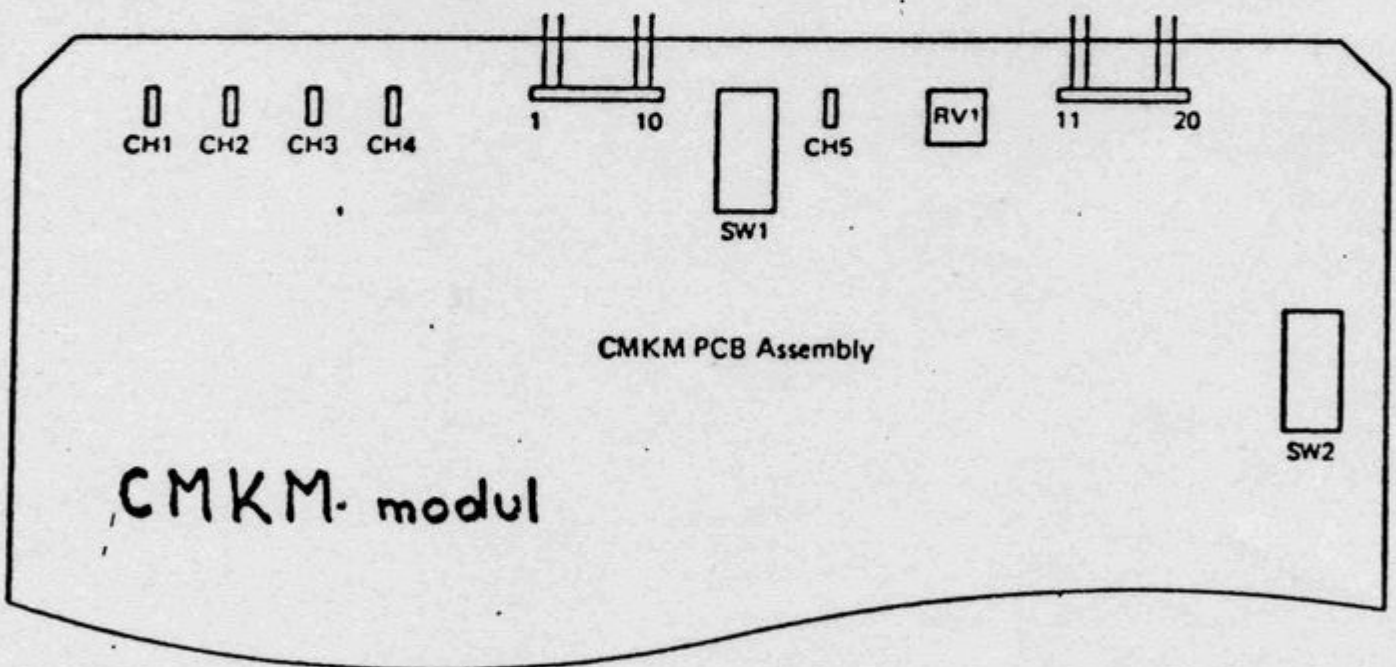 CH1 CH2 CH3 CH4
1 10
SW1
CH5
RV1
11 20
CMKM PCB Assembly
SW2
CMKM. modul